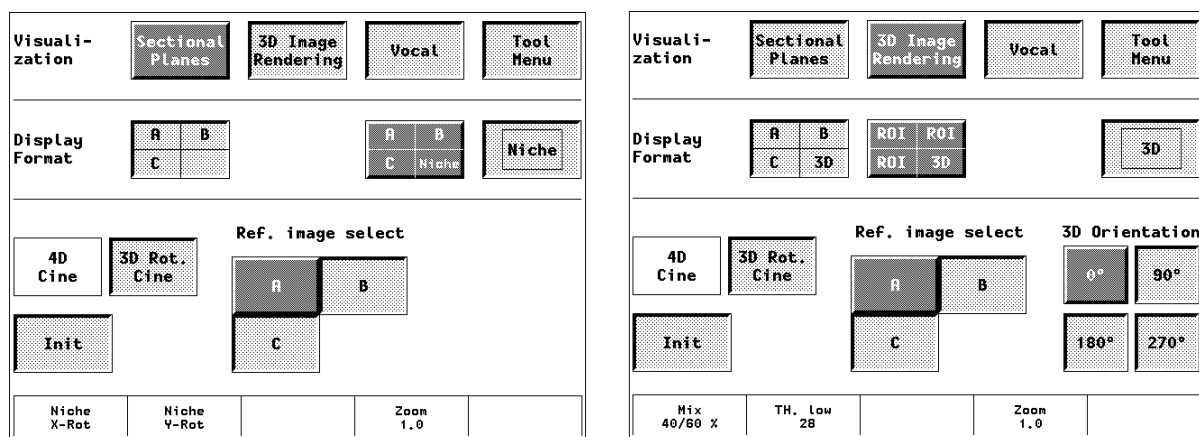 Visuali-
zation
Sectional
Planes
3D Image
Rendering
Vocal
Tool
Menu
Display
Format
A B
C
A B
C Niche
Niche
4D
Cine
3D Rot.
Cine
Ref. image select
A
B
C
Init
Niche
X-Rot
Niche
Y-Rot
Zoom
1.0
Visuali-
zation
Sectional
Planes
3D Image
Rendering
Vocal
Tool
Menu
Display
Format
A B
C 3D
ROI ROI
ROI 3D
3D
4D
Cine
3D Rot.
Cine
Ref. image select
A
B
C
3D Orientation
0°
90°
180°
270°
Init
Mix
40/60 %
TH. low
28
Zoom
1.0